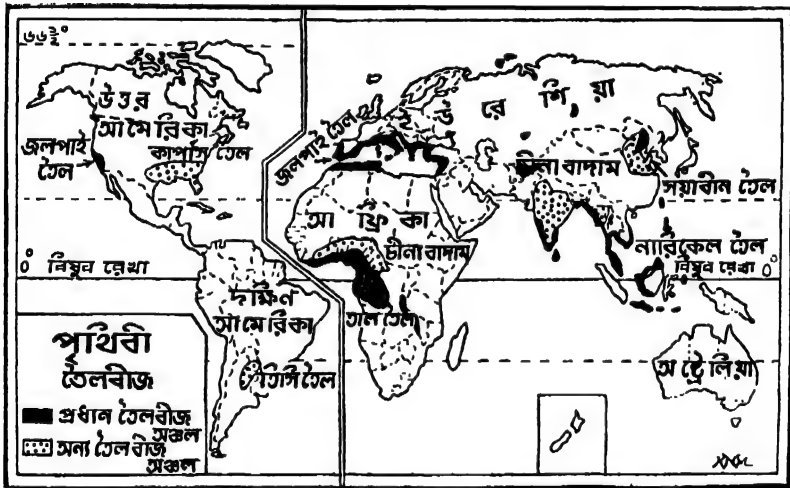 ৬৬½°
উত্তর
আমেরিকা
জলপাই
তৈল
কার্পাস তৈল
জলপাই তৈল
ইউরেশিয়া
চীনা বাদাম
সয়াবীন তৈল
আফ্রিকা
চীনা বাদাম
নারিকেল তৈল
0° বিষুব রেখা
বিষুব রেখা 0°
দক্ষিণ
আমেরিকা
তাল তৈল
তিসি তৈল
অষ্ট্রেলিয়া
পৃথিবী
তৈলবীজ
প্রধান তৈলবীজ
অঞ্চল
অন্য তৈলবীজ
অঞ্চল